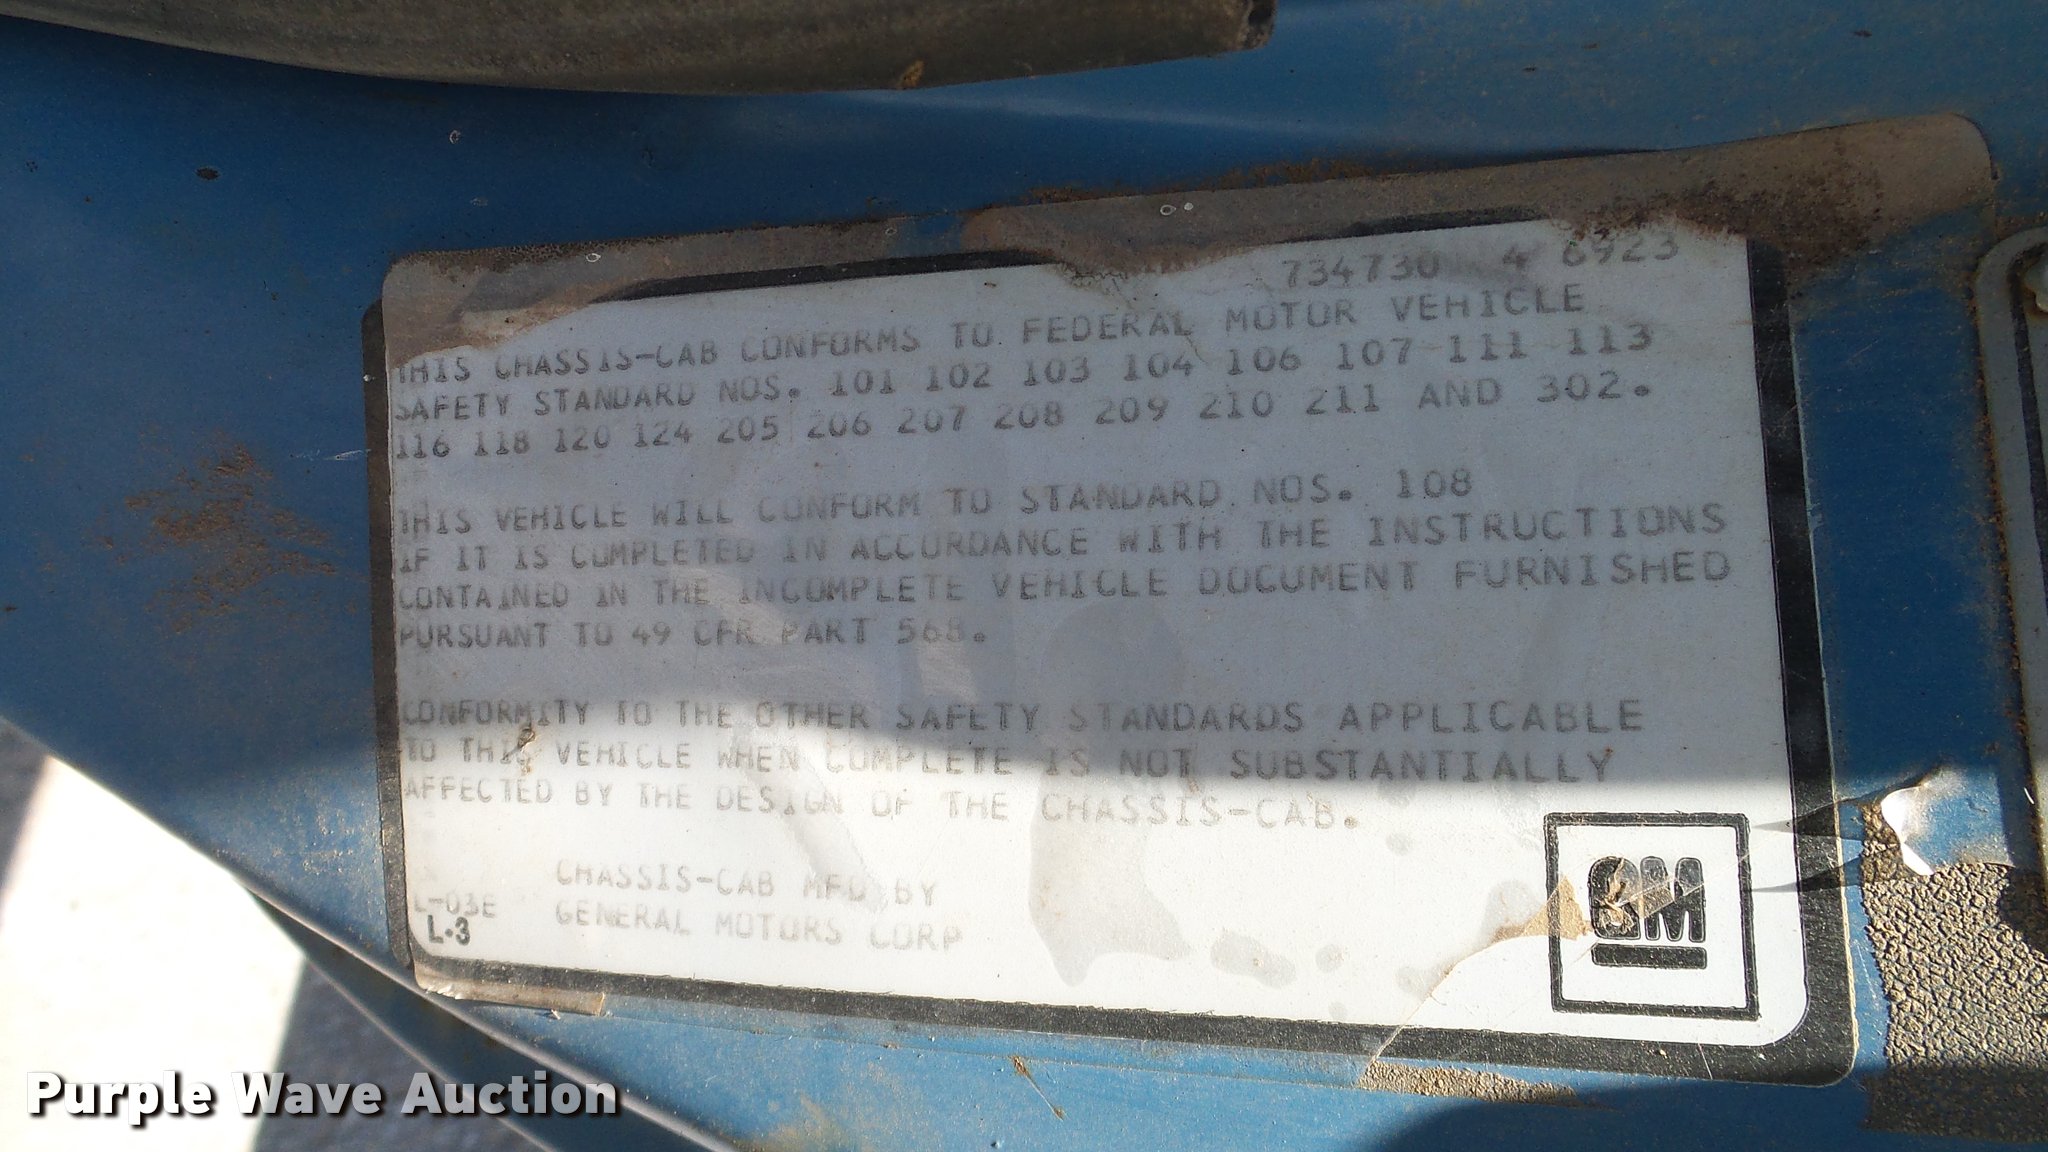 734730 4 6923
THIS CHASSIS-CAB CONFORMS TO FEDERAL MOTOR VEHICLE
SAFETY STANDARD NOS. 101 102 103 104 106 107 111 113
116 118 120 124 205 206 207 208 209 210 211 AND 302.
THIS VEHICLE WILL CONFORM TO STANDARD NOS. 108
IF IT IS COMPLETED IN ACCORDANCE WITH THE INSTRUCTIONS
CONTAINED IN THE INCOMPLETE VEHICLE DOCUMENT FURNISHED
PURSUANT TO 49 CFR PART 568.
CONFORMITY TO THE OTHER SAFETY STANDARDS APPLICABLE
TO THIS VEHICLE WHEN COMPLETE IS NOT SUBSTANTIALLY
AFFECTED BY THE DESIGN OF THE CHASSIS-CAB.
CHASSIS-CAB MFD BY
L-03E GENERAL MOTORS CORP
L-3
GM
Purple Wave Auction